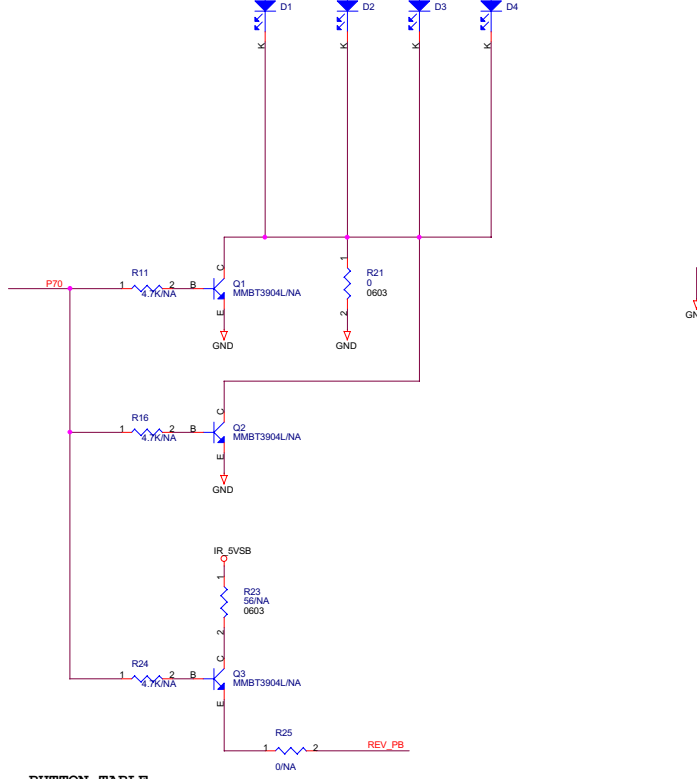 D1
D2
D3
D4
K
K
K
K
P70
R11
1
2
4.7K/NA
B
C
E
Q1
MMBT3904L/NA
GND
1
R21
0
0603
2
GND
R16
1
2
4.7K/NA
B
C
E
Q2
MMBT3904L/NA
GND
IR_5VSB
1
R23
56/NA
0603
2
R24
1
2
4.7K/NA
B
C
E
Q3
MMBT3904L/NA
R25
1
2
0/NA
REV_PB